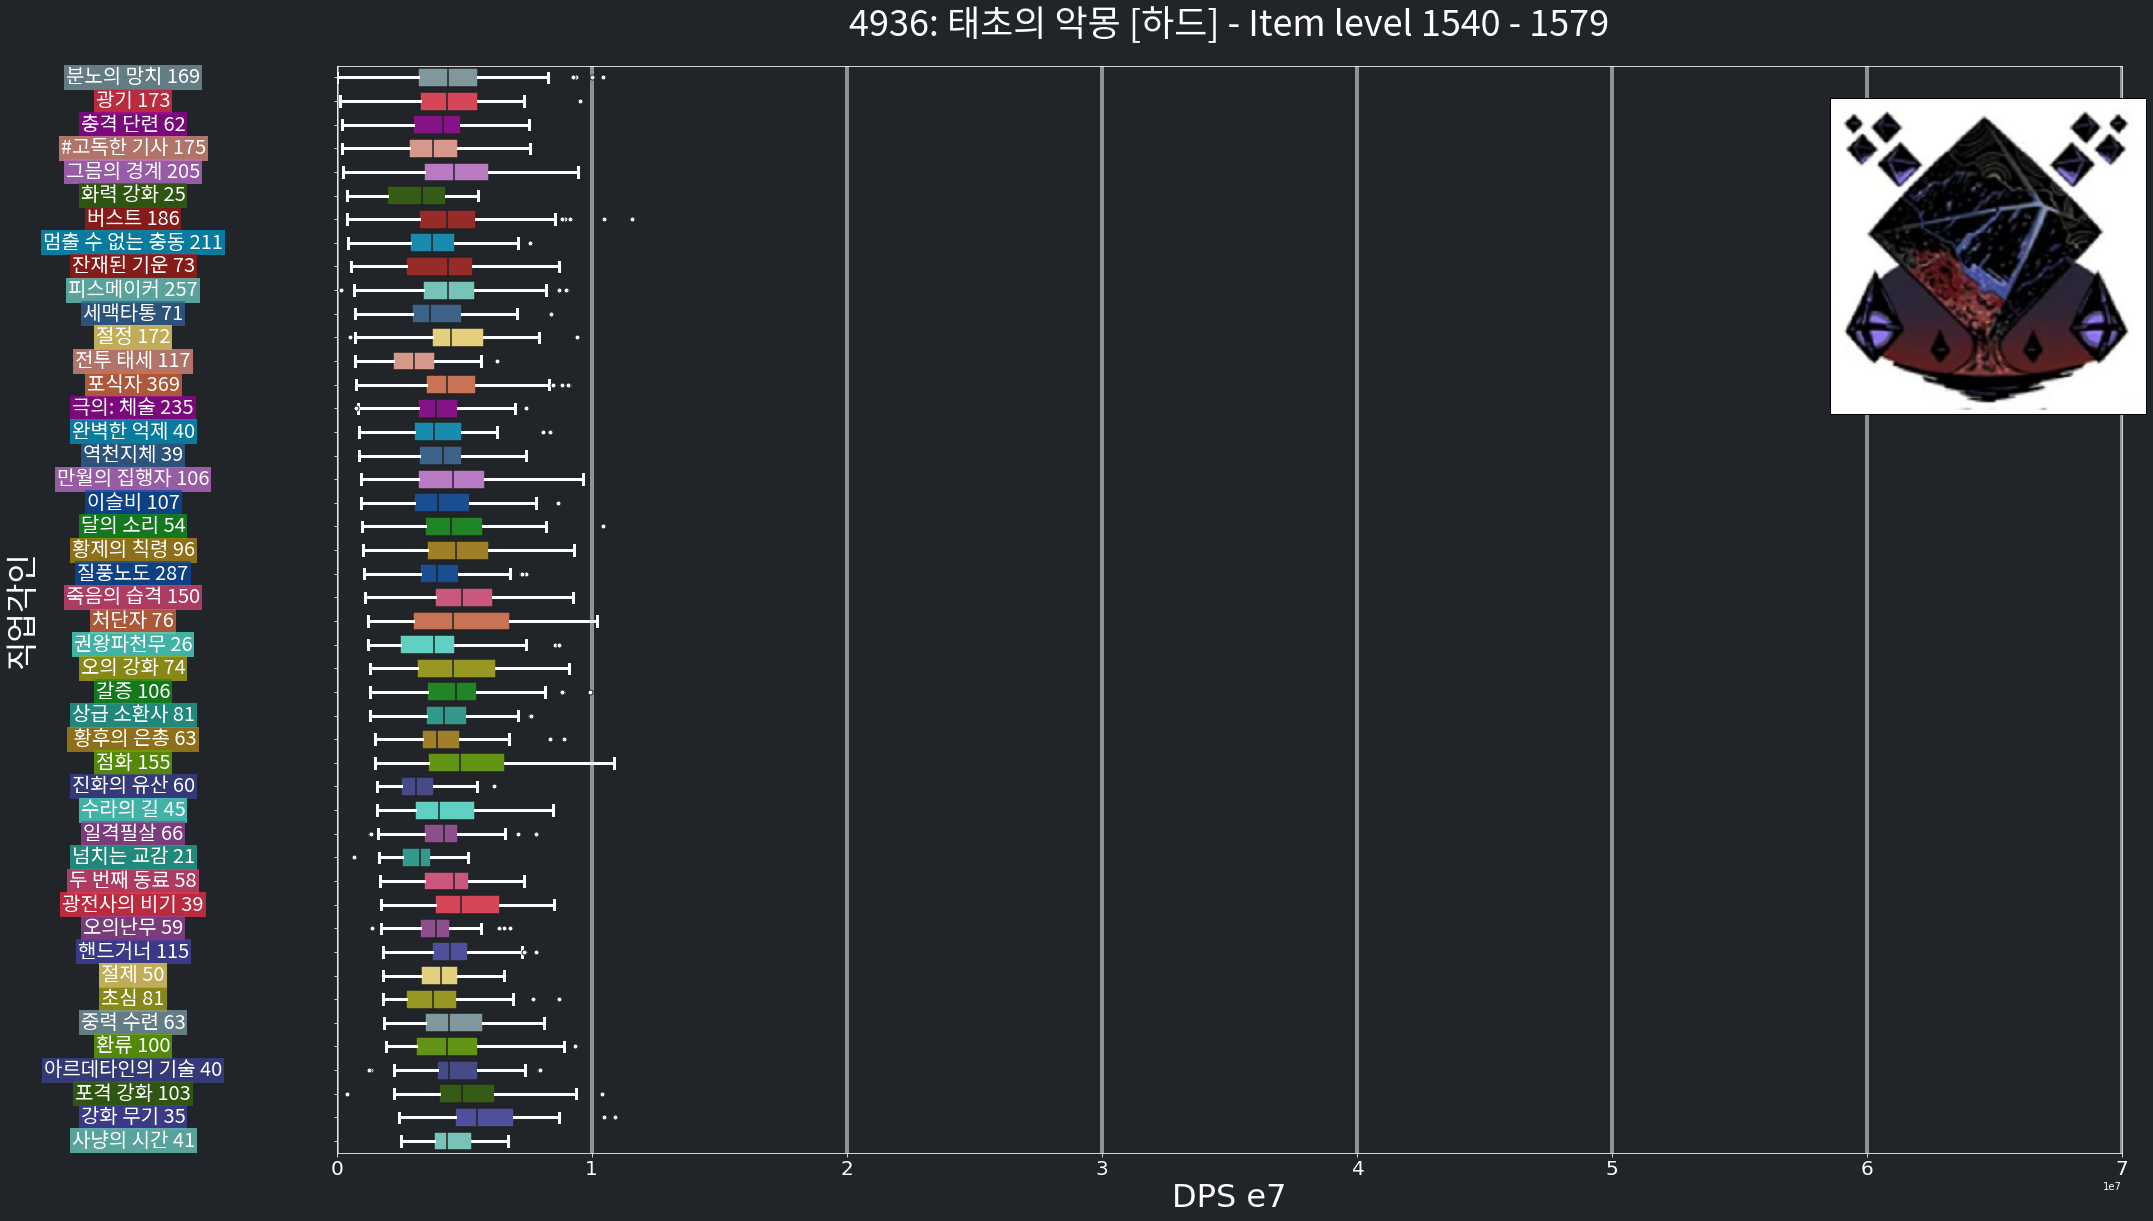 4936: 태초의 악몽 [하드] - Item level 1540 - 1579
분노의 망치 169
광기 173
충격 단련 62
#고독한 기사 175
그믐의 경계 205
화력 강화 25
버스트 186
멈출 수 없는 충동 211
잔재된 기운 73
피스메이커 257
세맥타통 71
절정 172
전투 태세 117
포식자 369
극의: 체술 235
완벽한 억제 40
역천지체 39
만월의 집행자 106
이슬비 107
달의 소리 54
황제의 칙령 96
질풍노도 287
죽음의 습격 150
처단자 76
권왕파천무 26
오의 강화 74
갈증 106
상급 소환사 81
황후의 은총 63
점화 155
진화의 유산 60
수라의 길 45
일격필살 66
넘치는 교감 21
두 번째 동료 58
광전사의 비기 39
오의난무 59
핸드거너 115
절제 50
초심 81
중력 수련 63
환류 100
아르데타인의 기술 40
포격 강화 103
강화 무기 35
사냥의 시간 41
직업각인
0 1 2 3 4 5 6 7
1e7
DPS e7